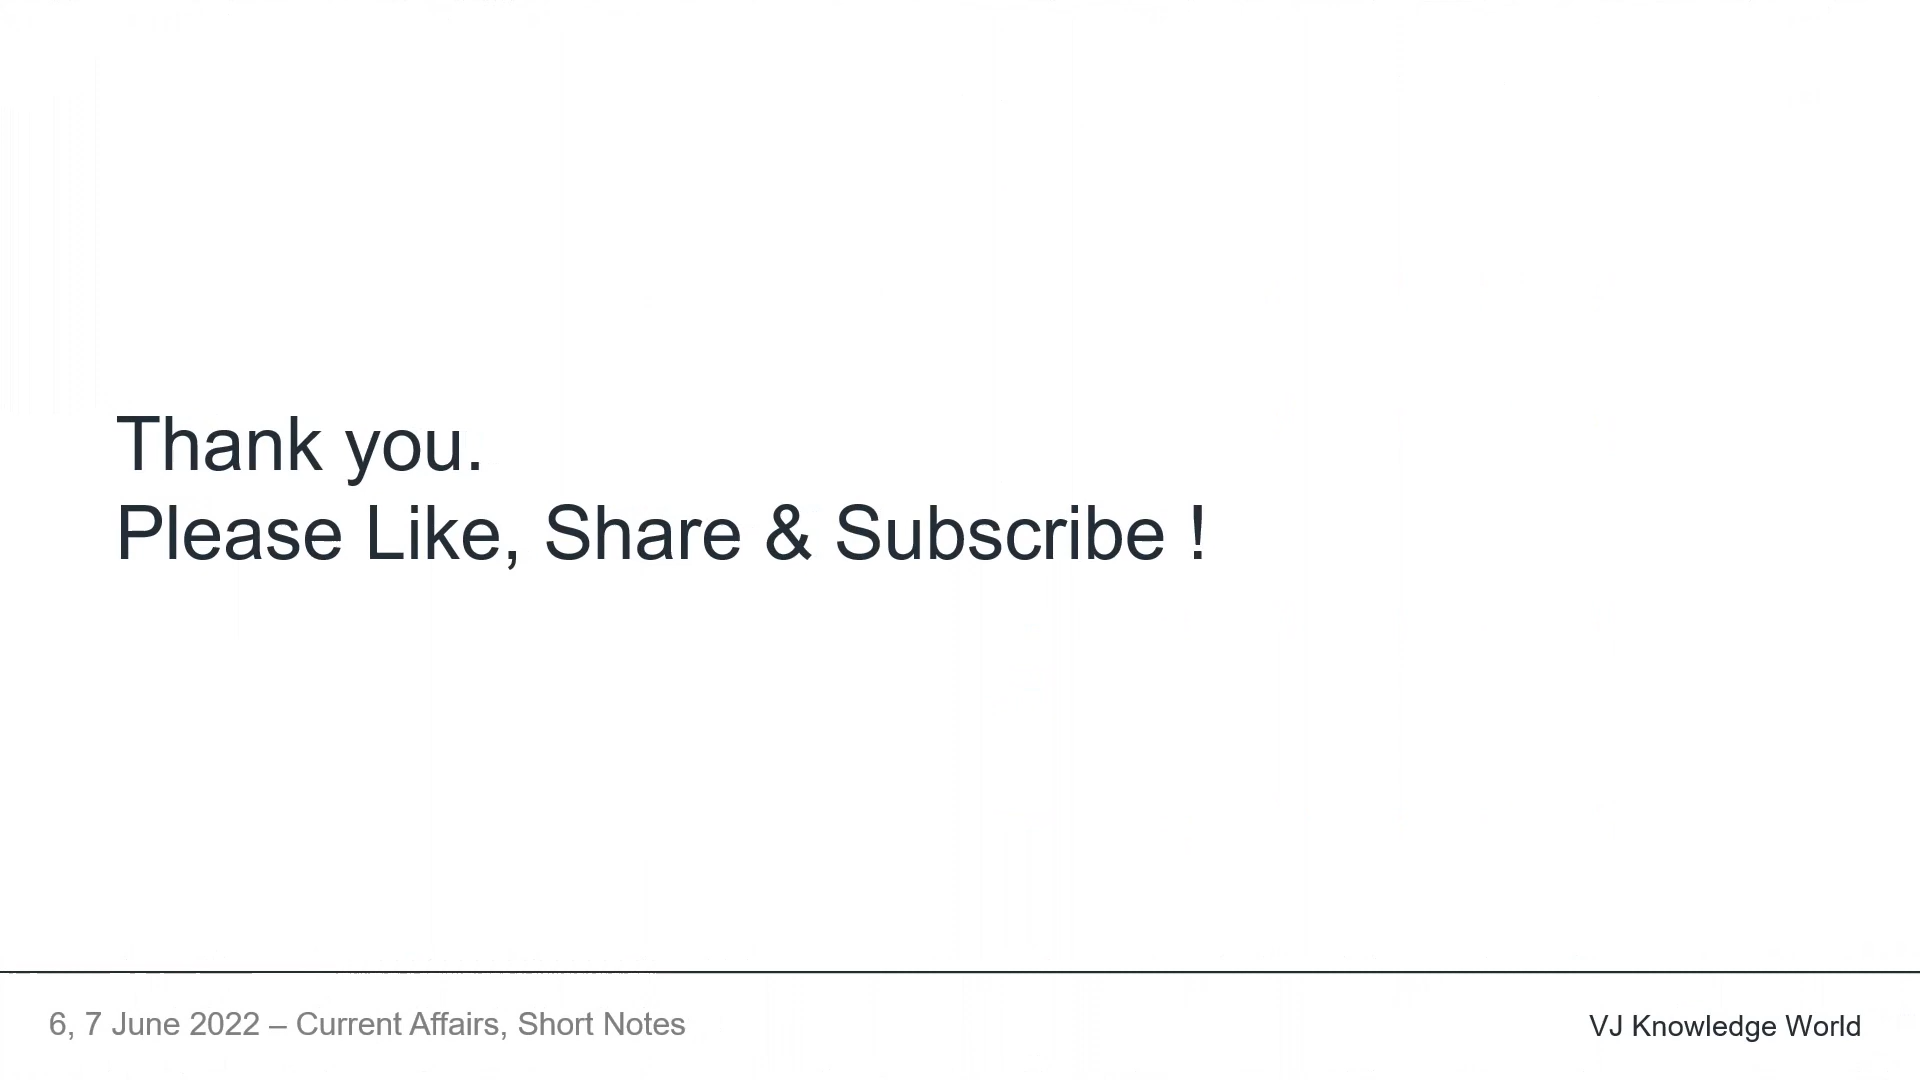 Thank you.
Please Like, Share & Subscribe !
6, 7 June 2022 – Current Affairs, Short Notes
VJ Knowledge World